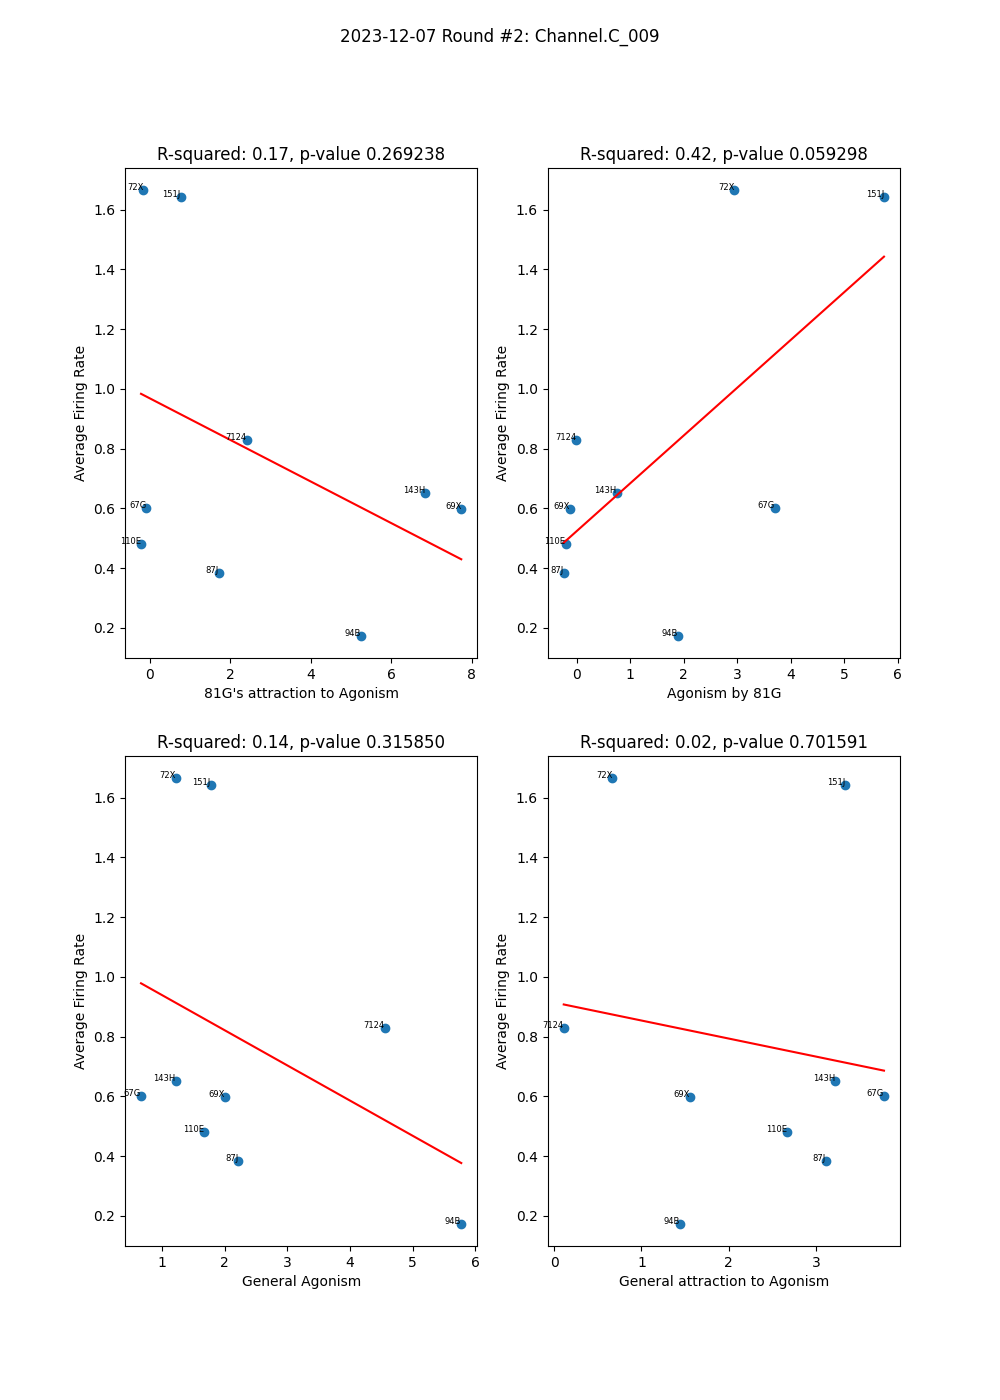 2023-12-07 Round #2: Channel.C_009
R-squared: 0.17, p-value 0.269238
72X
151J
7124
143H
69X
67G
110E
87J
94B
1.6
1.4
1.2
1.0
0.8
0.6
0.4
0.2
Average Firing Rate
0 2 4 6 8
81G's attraction to Agonism
R-squared: 0.42, p-value 0.059298
72X
151J
7124
143H
69X
67G
110E
87J
94B
1.6
1.4
1.2
1.0
0.8
0.6
0.4
0.2
Average Firing Rate
0 1 2 3 4 5 6
Agonism by 81G
R-squared: 0.14, p-value 0.315850
72X
151J
7124
143H
67G
69X
110E
87J
94B
1.6
1.4
1.2
1.0
0.8
0.6
0.4
0.2
Average Firing Rate
1 2 3 4 5 6
General Agonism
R-squared: 0.02, p-value 0.701591
72X
151J
7124
143H
69X
67G
110E
87J
94B
1.6
1.4
1.2
1.0
0.8
0.6
0.4
0.2
Average Firing Rate
0 1 2 3
General attraction to Agonism